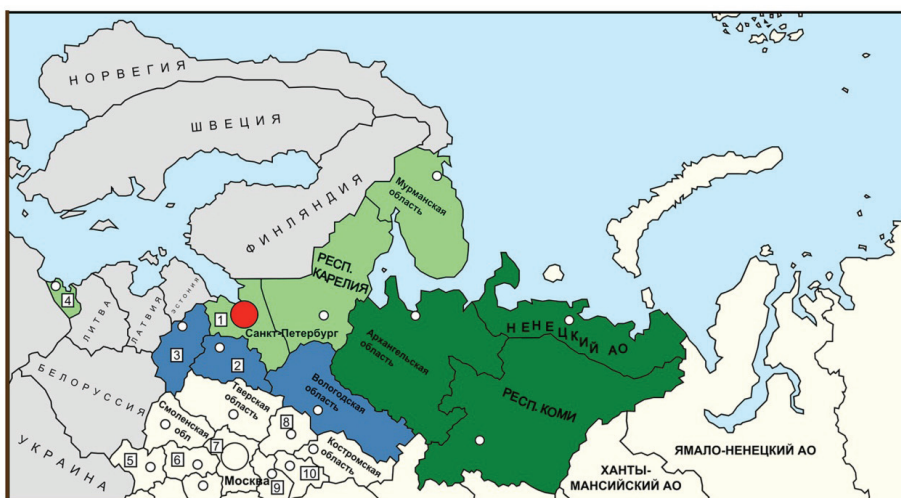 НОРВЕГИЯ
ШВЕЦИЯ
ФИНЛЯНДИЯ
Мурманская
область
РЕСП.
КАРЕЛИЯ
4
ЛИТВА
ЛАТВИЯ
ЭСТОНИЯ
1
Санкт-Петербург
3
2
НЕНЕЦКИЙ АО
Архангельская
область
РЕСП. КОМИ
БЕЛОРУССИЯ
Вологодская
область
Тверская
область
Смоленская
обл
8
7
Костромская
область
УКРАИНА
5
6
Москва
9
10
ЯМАЛО-НЕНЕЦКИЙ АО
ХАНТЫ-
МАНСИЙСКИЙ АО